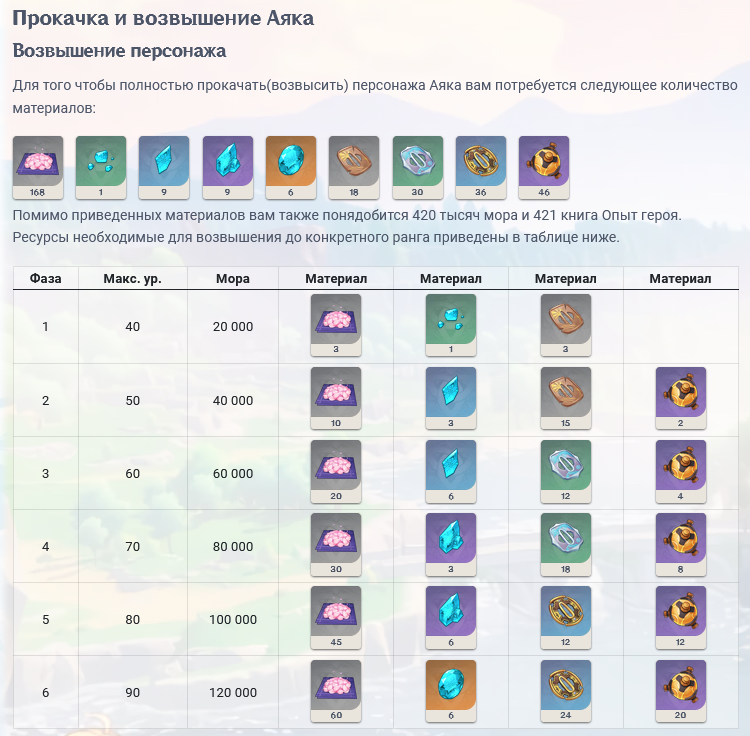 Прокачка и возвышение Аяка
Возвышение персонажа
Для того чтобы полностью прокачать(возвысить) персонажа Аяка вам потребуется следующее количество
материалов:
168 1 9 9 6 18 30 36 46
Помимо приведенных материалов вам также понядобится 420 тысяч мора и 421 книга Опыт героя.
Ресурсы необходимые для возвышения до конкретного ранга приведены в таблице ниже.
Фаза Макс. ур. Мора Материал Материал Материал Материал
1 40 20 000 3 1 3
2 50 40 000 10 3 15 2
3 60 60 000 20 6 12 4
4 70 80 000 30 3 18 8
5 80 100 000 45 6 12 12
6 90 120 000 60 6 24 20